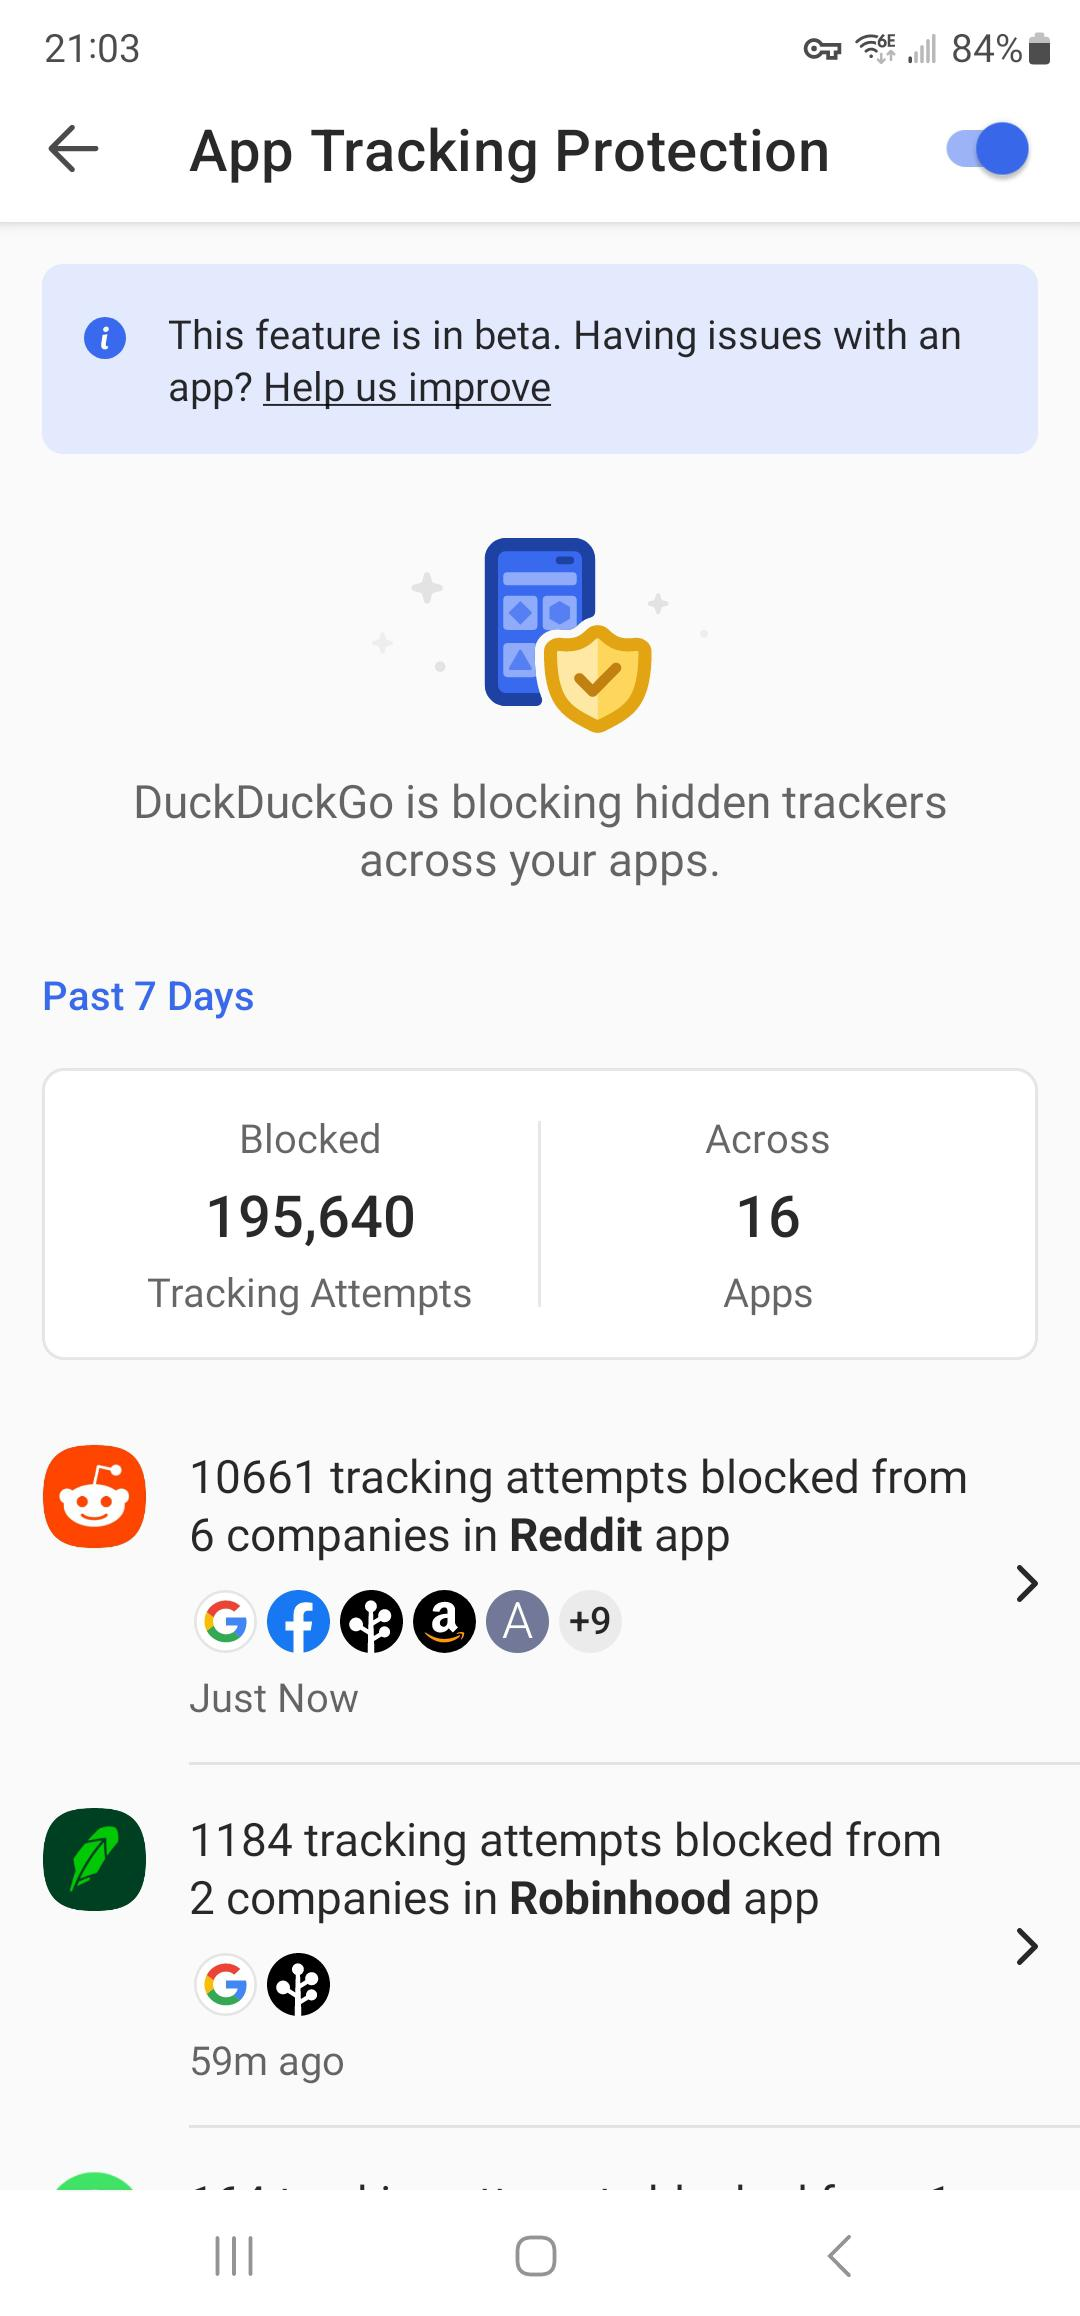 21:03
6E
84%
App Tracking Protection
This feature is in beta. Having issues with an
app? Help us improve
DuckDuckGo is blocking hidden trackers
across your apps.
Past 7 Days
Blocked
195,640
Tracking Attempts
Across
16
Apps
10661 tracking attempts blocked from
6 companies in Reddit app
A
+9
Just Now
1184 tracking attempts blocked from
2 companies in Robinhood app
59m ago